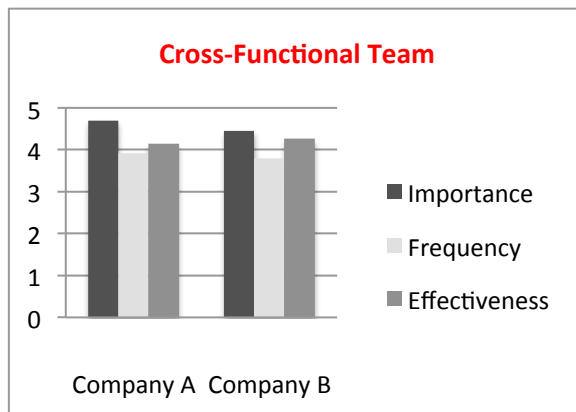 Cross-Functional Team
5
4
3
2
1
0
Importance
Frequency
Effectiveness
Company A Company B